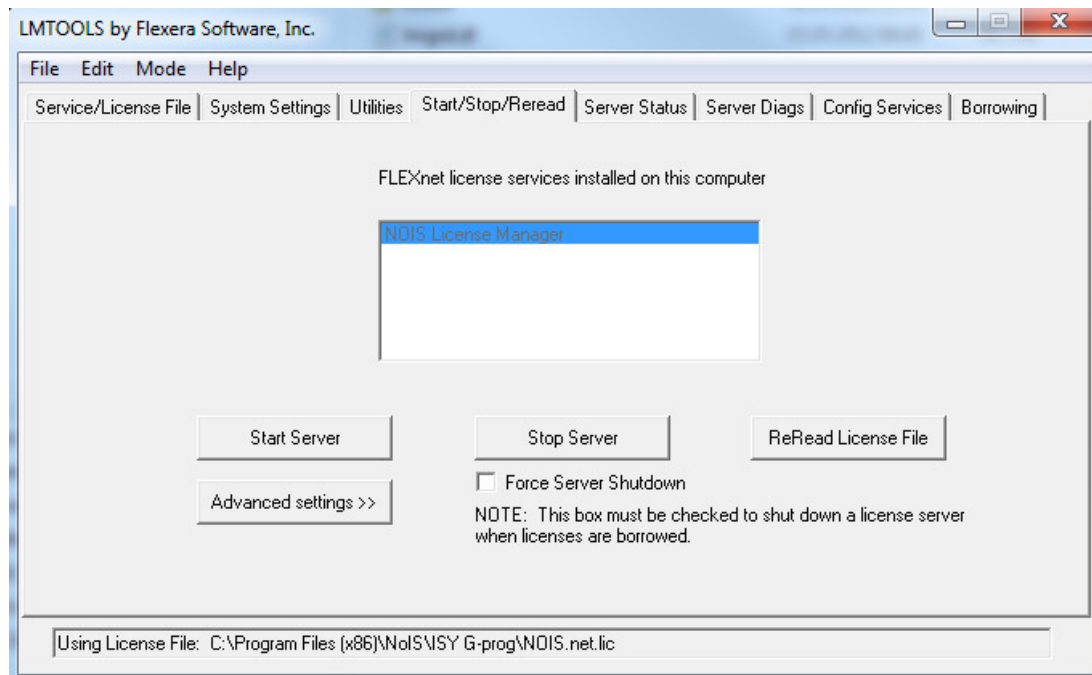 LMTOOLS by Flexera Software, Inc.
File Edit Mode Help
Service/License File System Settings Utilities Start/Stop/Reread Server Status Server Diags Config Services Borrowing
FLEXnet license services installed on this computer
NOIS License Manager
Start Server Stop Server ReRead License File
Force Server Shutdown
Advanced settings >>
NOTE: This box must be checked to shut down a license server
when licenses are borrowed.
Using License File: C:\Program Files (x86)\NoIS\ISY G-prog\NOIS.net.lic